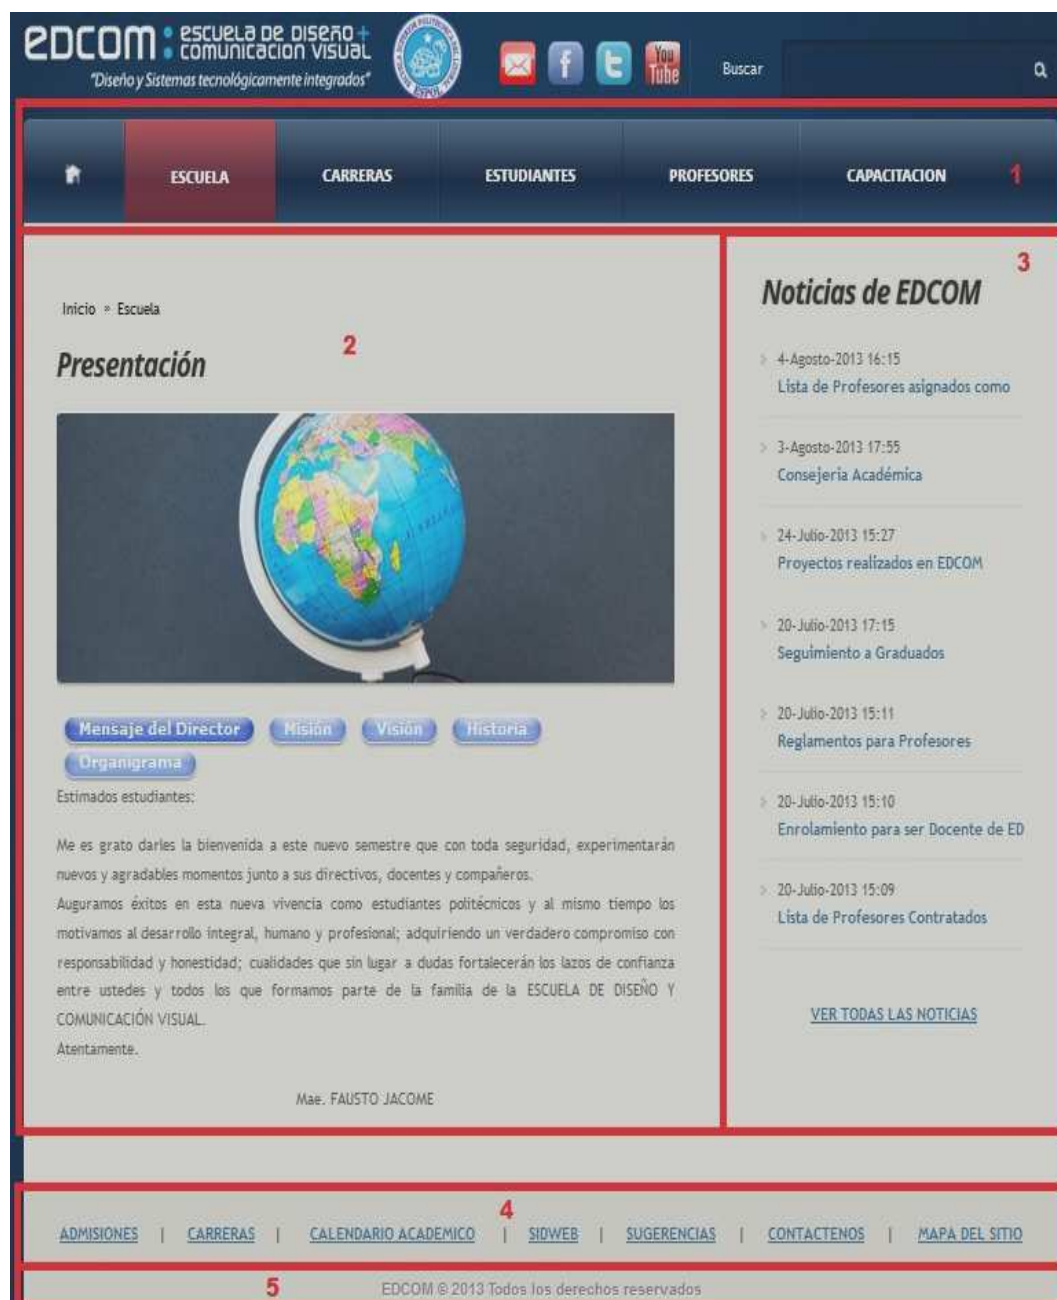 EDCOM: ESCUELA DE DISEÑO +
COMUNICACION VISUAL
"Diseño y Sistemas tecnológicamente integrados"
ESPOL
You
Tube
Buscar
ESCUELA CARRERAS ESTUDIANTES PROFESORES CAPACITACION 1
3
Noticias de EDCOM
Inicio » Escuela
2
Presentación
4-Agosto-2013 16:15
Lista de Profesores asignados como
3-Agosto-2013 17:55
Consejeria Académica
24-Julio-2013 15:27
Proyectos realizados en EDCOM
20-Julio-2013 17:15
Seguimiento a Graduados
20-Julio-2013 15:11
Reglamentos para Profesores
20-Julio-2013 15:10
Enrolamiento para ser Docente de ED
20-Julio-2013 15:09
Lista de Profesores Contratados
VER TODAS LAS NOTICIAS
Mensaje del Director Misión Visión Historia
Organigrama
Estimados estudiantes:
Me es grato darles la bienvenida a este nuevo semestre que con toda seguridad, experimentarán
nuevos y agradables momentos junto a sus directivos, docentes y compañeros.
Auguramos éxitos en esta nueva vivencia como estudiantes politécnicos y al mismo tiempo los
motivamos al desarrollo integral, humano y profesional; adquiriendo un verdadero compromiso con
responsabilidad y honestidad; cualidades que sin lugar a dudas fortalecerán los lazos de confianza
entre ustedes y todos los que formamos parte de la familia de la ESCUELA DE DISEÑO Y
COMUNICACIÓN VISUAL.
Atentamente.
Mae. FAUSTO JACOME
4
ADMISIONES | CARRERAS | CALENDARIO ACADEMICO | SIDWEB | SUGERENCIAS | CONTACTENOS | MAPA DEL SITIO
5 EDCOM © 2013 Todos los derechos reservados